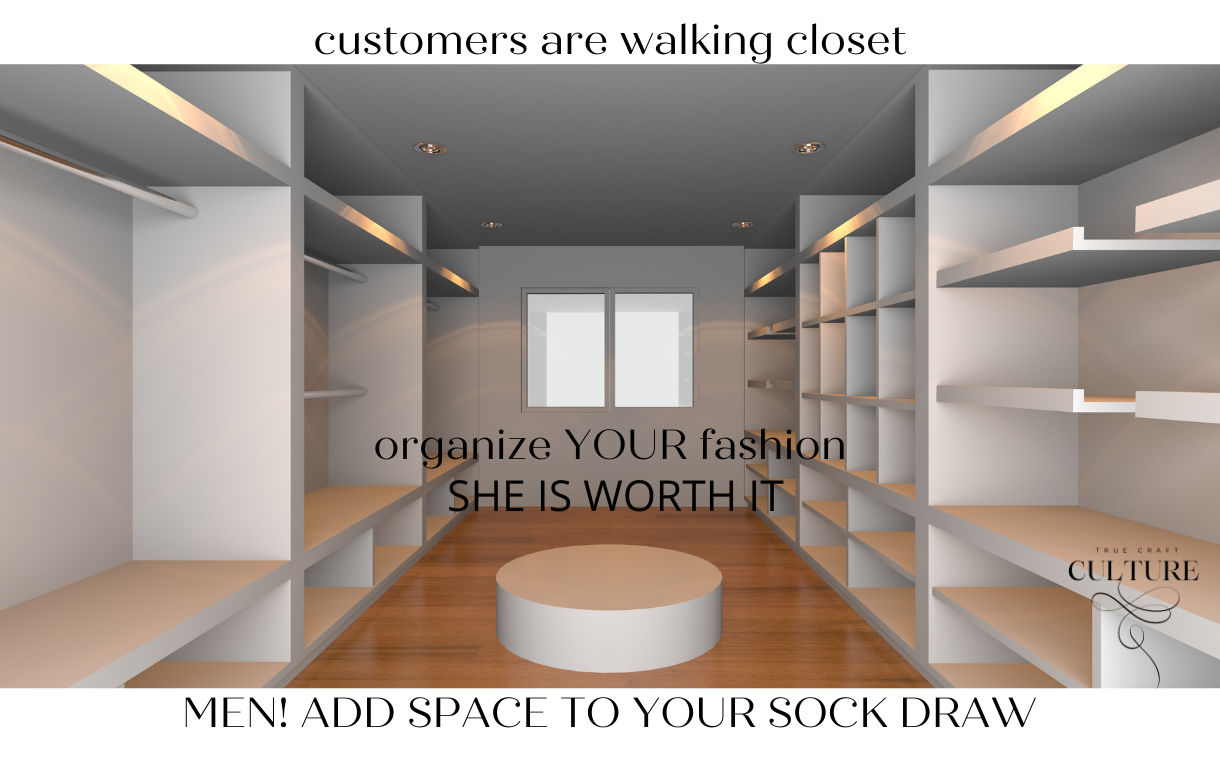 customers are walking closet
organize YOUR fashion
SHE IS WORTH IT
TRUE CRAFT
CULTURE
MEN! ADD SPACE TO YOUR SOCK DRAW